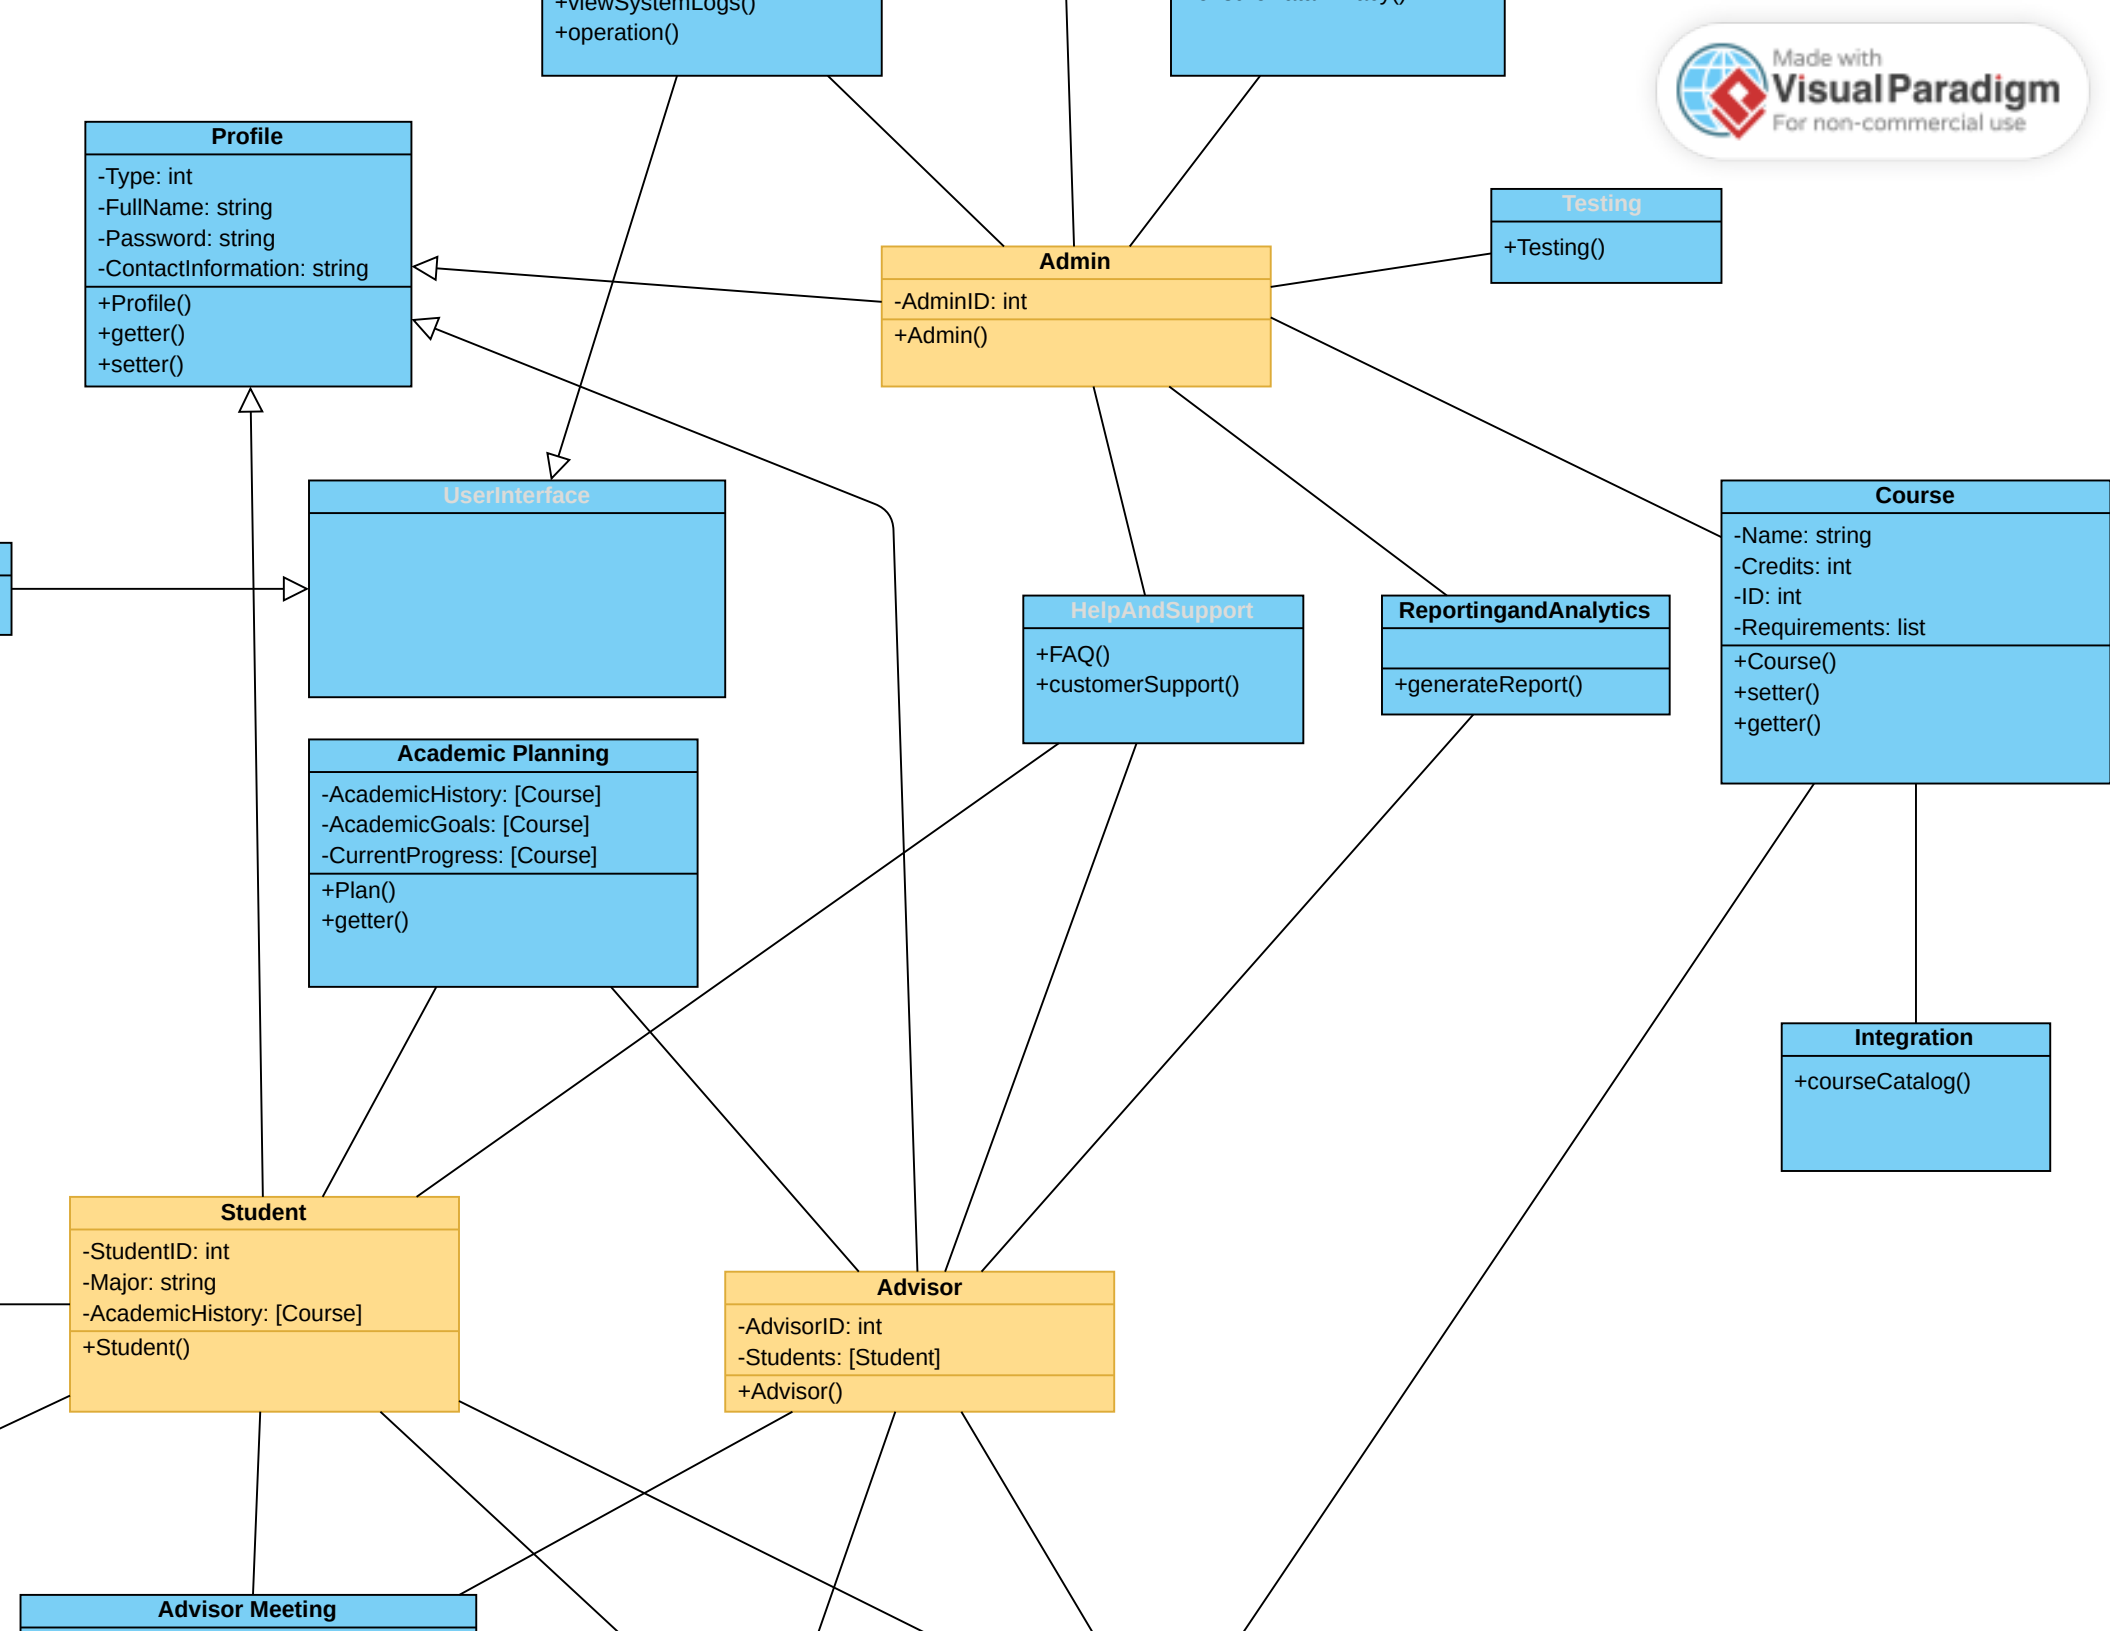 +viewSystemLogs()
+operation()
Made with
Visual Paradigm
For non-commercial use
Profile
-Type: int
-FullName: string
-Password: string
-ContactInformation: string
+Profile()
+getter()
+setter()
Testing
+Testing()
Admin
-AdminID: int
+Admin()
UserInterface
Course
-Name: string
-Credits: int
-ID: int
-Requirements: list
+Course()
+setter()
+getter()
HelpAndSupport
+FAQ()
+customerSupport()
ReportingandAnalytics
+generateReport()
Academic Planning
-AcademicHistory: [Course]
-AcademicGoals: [Course]
-CurrentProgress: [Course]
+Plan()
+getter()
Integration
+courseCatalog()
Student
-StudentID: int
-Major: string
-AcademicHistory: [Course]
+Student()
Advisor
-AdvisorID: int
-Students: [Student]
+Advisor()
Advisor Meeting